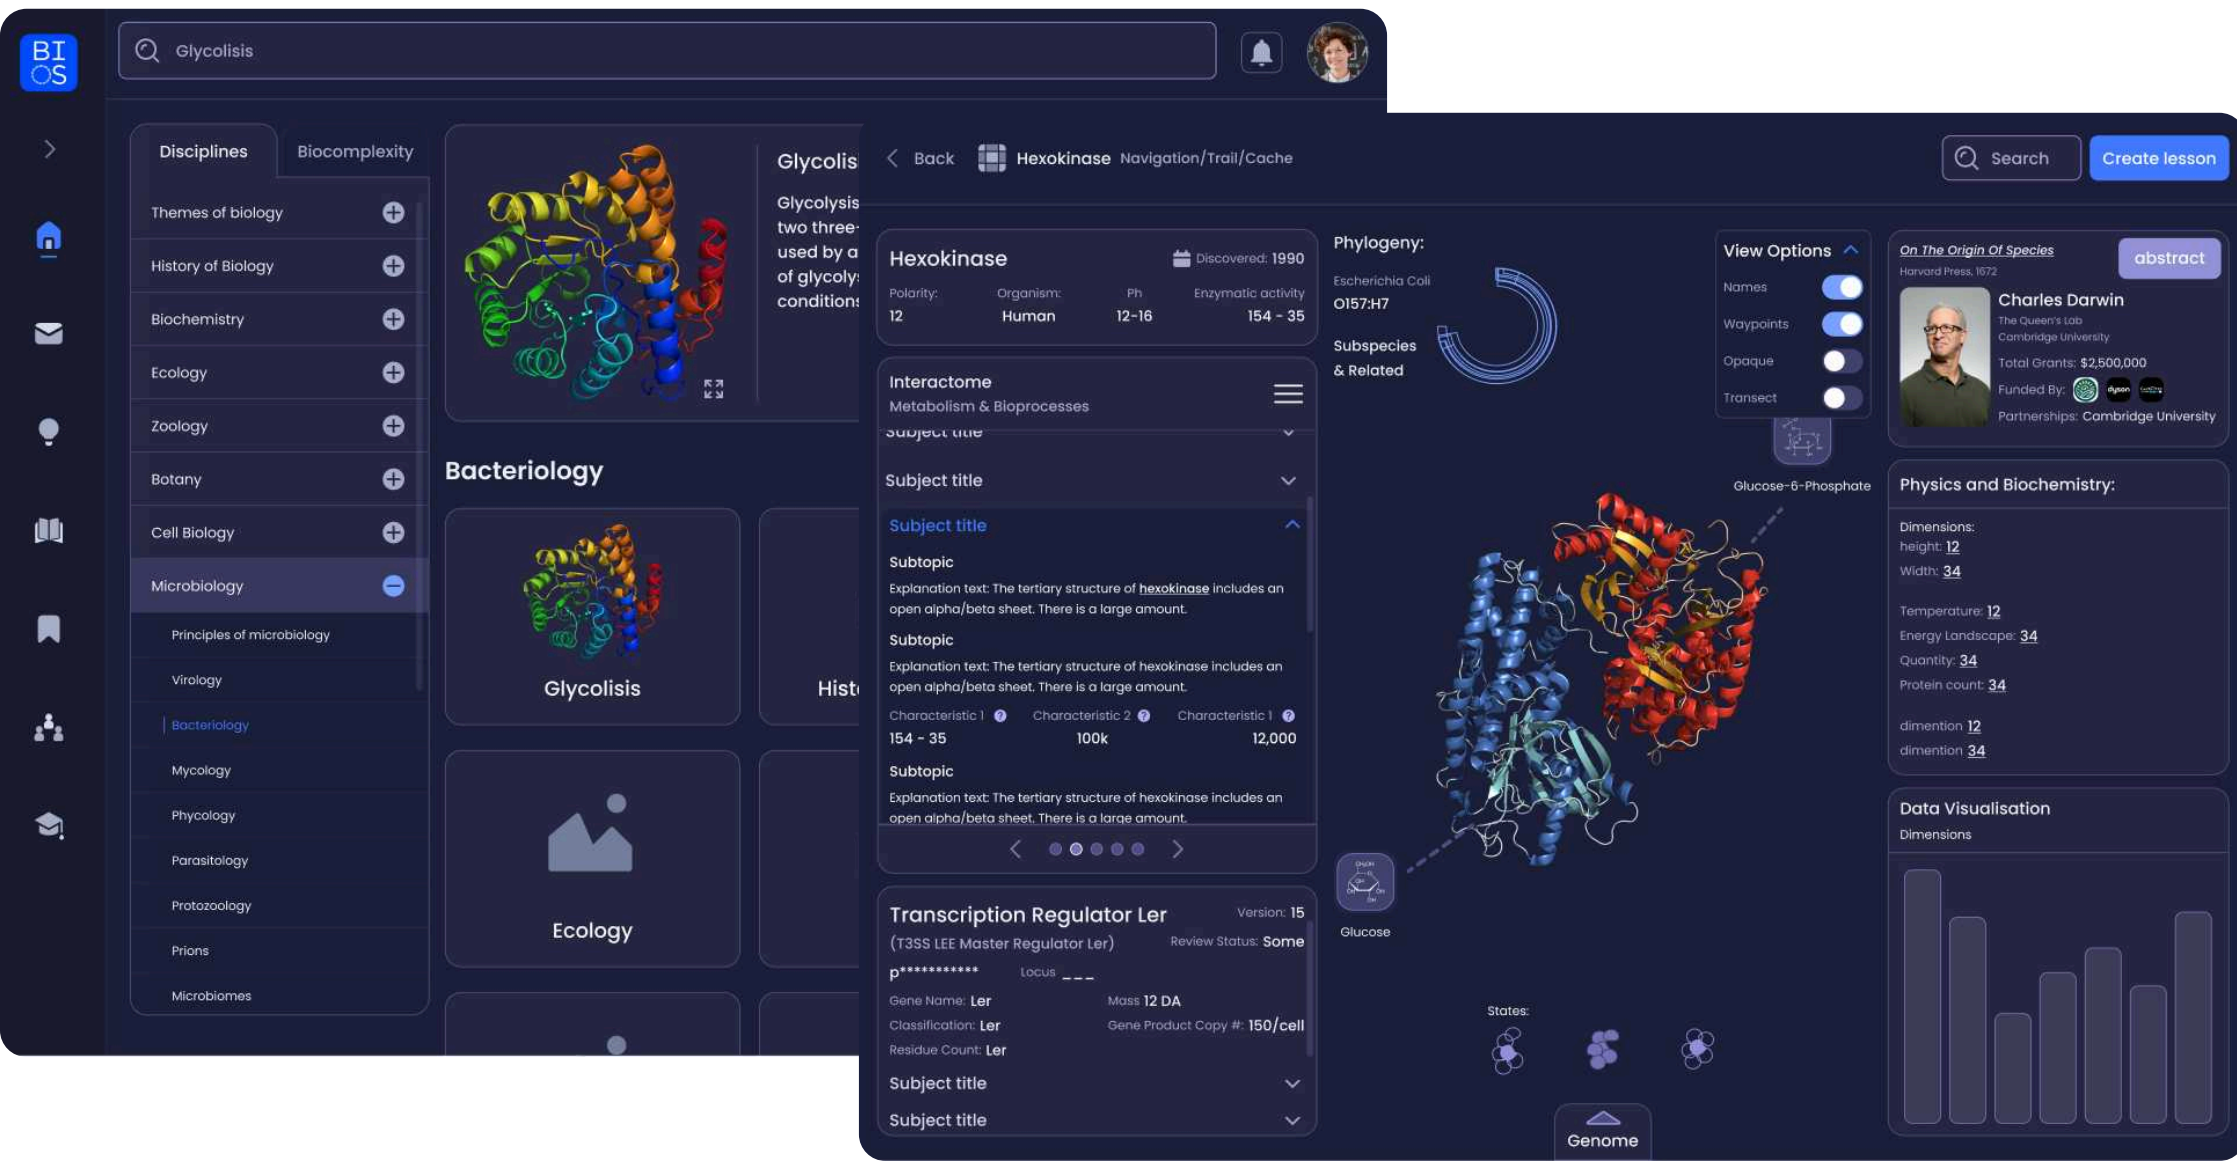 BI
OS
Glycolisis
Disciplines
Biocomplexity
Themes of biology
History of Biology
Biochemistry
Ecology
Zoology
Botany
Cell Biology
Microbiology
Principles of microbiology
Virology
Bacteriology
Mycology
Phycology
Parasitology
Protozoology
Prions
Microbiomes
Glycolis
Glycolysis
two three-
used by a
of glycolys
conditions
Bacteriology
Glycolisis
Histo
Ecology
Back
Hexokinase Navigation/Trail/Cache
Search
Create lesson
Hexokinase
Discovered: 1990
Polarity: Organism: Ph Enzymatic activity
12 Human 12-16 154 - 35
Interactome
Metabolism & Bioprocesses
Subject title
Subject title
Subject title
Subtopic
Explanation text: The tertiary structure of hexokinase includes an
open alpha/beta sheet. There is a large amount.
Subtopic
Explanation text: The tertiary structure of hexokinase includes an
open alpha/beta sheet. There is a large amount.
Characteristic 1 ? Characteristic 2 ? Characteristic 1 ?
154 - 35 100k 12,000
Subtopic
Explanation text: The tertiary structure of hexokinase includes an
open alpha/beta sheet. There is a large amount.
Transcription Regulator Ler
Version: 15
(T3SS LEE Master Regulator Ler)
Review Status: Some
p***********
Locus _ _ _
Gene Name: Ler
Mass 12 DA
Classification: Ler
Gene Product Copy #: 150/cell
Residue Count: Ler
Subject title
Subject title
Phylogeny:
Escherichia Coli
O157:H7
Subspecies
& Related
View Options
Names
Waypoints
Opaque
Transect
Glucose-6-Phosphate
Glucose
States:
Genome
On The Origin Of Species
Harvard Press, 1672
abstract
Charles Darwin
The Queen's Lab
Cambridge University
Total Grants: $2,500,000
Funded By:
dyson
Partnerships: Cambridge University
Physics and Biochemistry:
Dimensions:
height: 12
Width: 34
Temperature: 12
Energy Landscape: 34
Quantity: 34
Protein count: 34
dimention 12
dimention 34
Data Visualisation
Dimensions